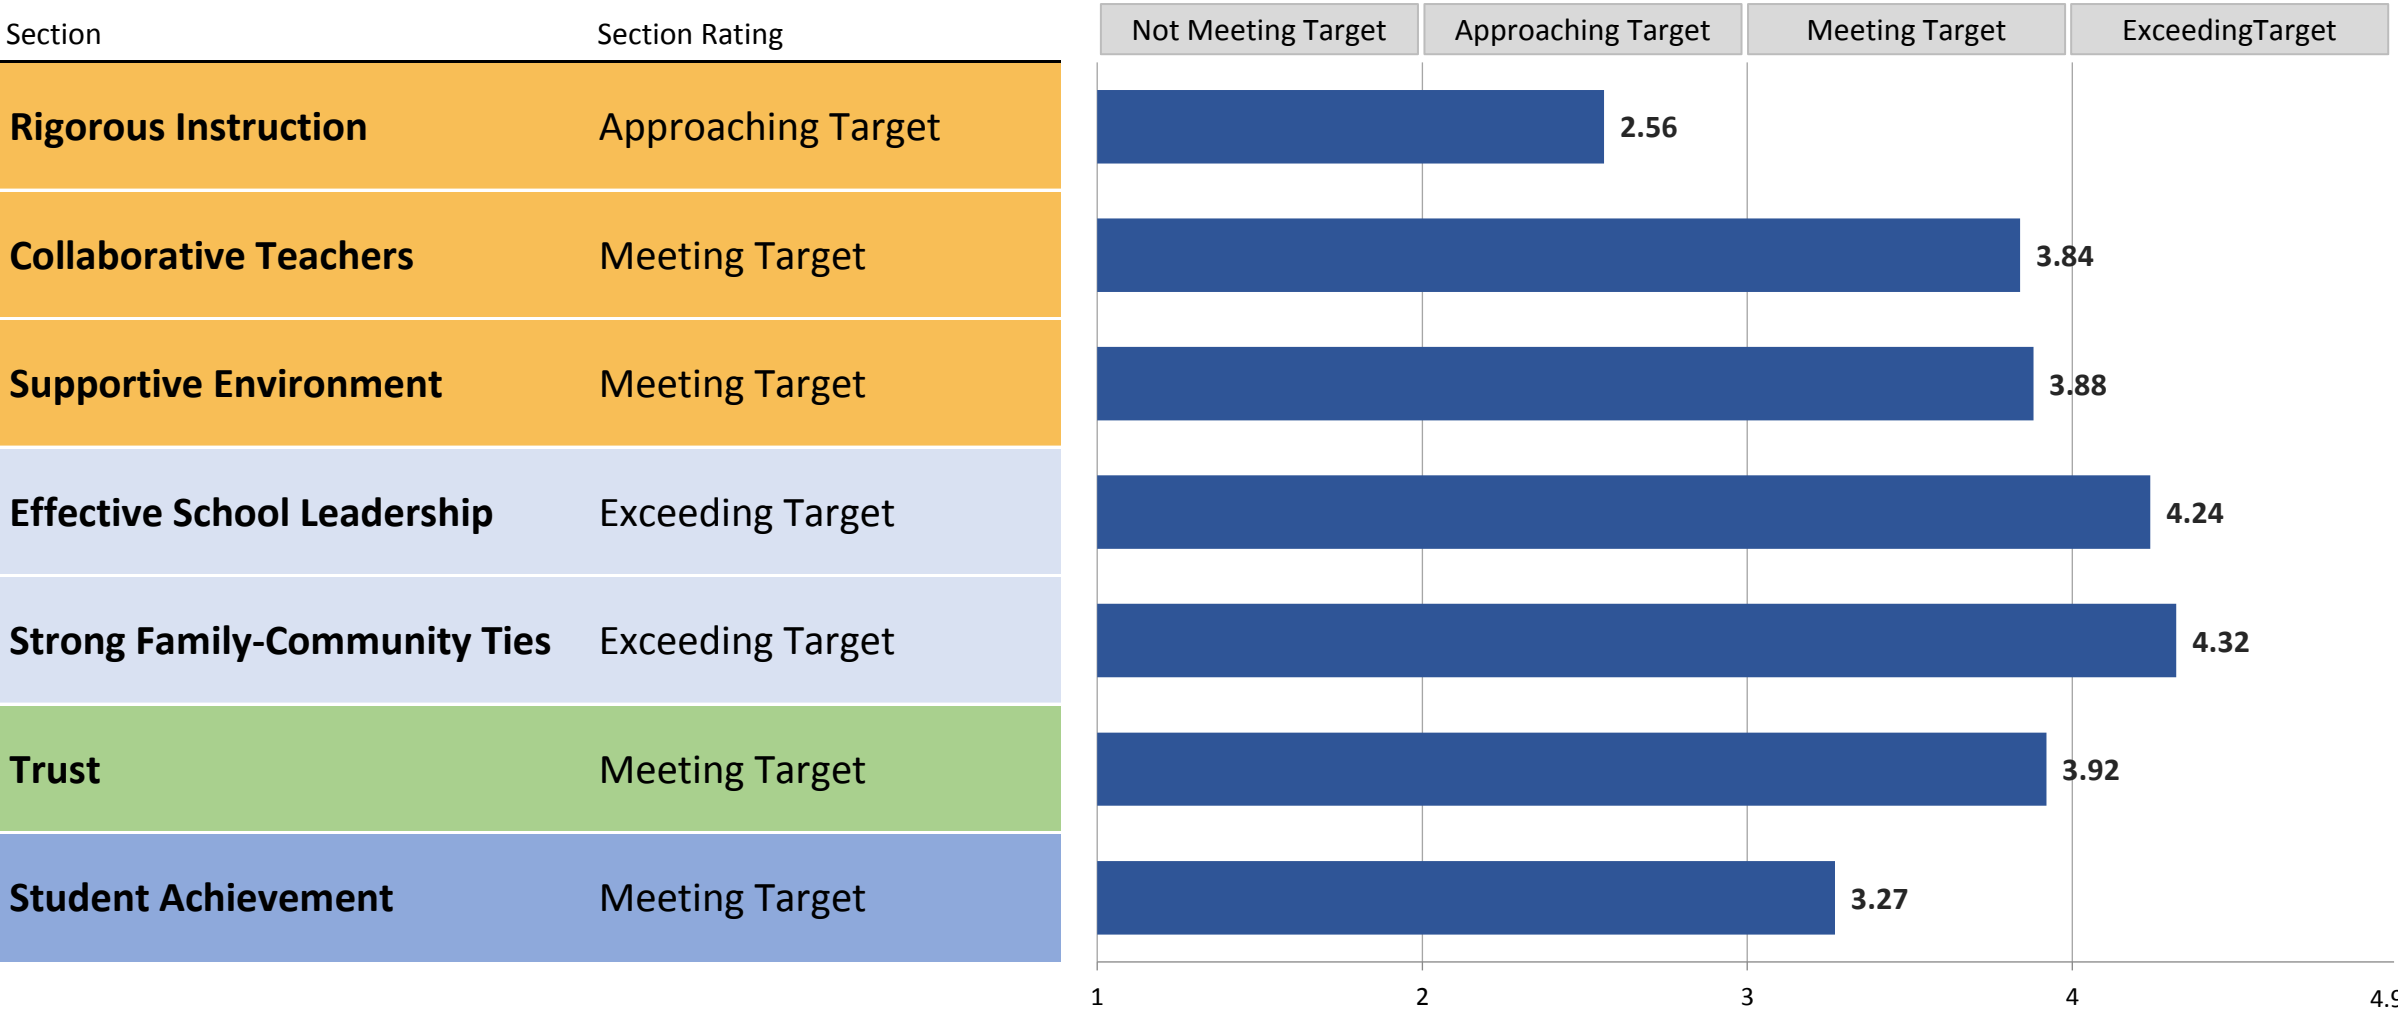 Section Section Rating Not Meeting Target Approaching Target Meeting Target ExceedingTarget
Rigorous Instruction Approaching Target 2.56
Collaborative Teachers Meeting Target 3.84
Supportive Environment Meeting Target 3.88
Effective School Leadership Exceeding Target 4.24
Strong Family-Community Ties Exceeding Target 4.32
Trust Meeting Target 3.92
Student Achievement Meeting Target 3.27
1 2 3 4 4.9